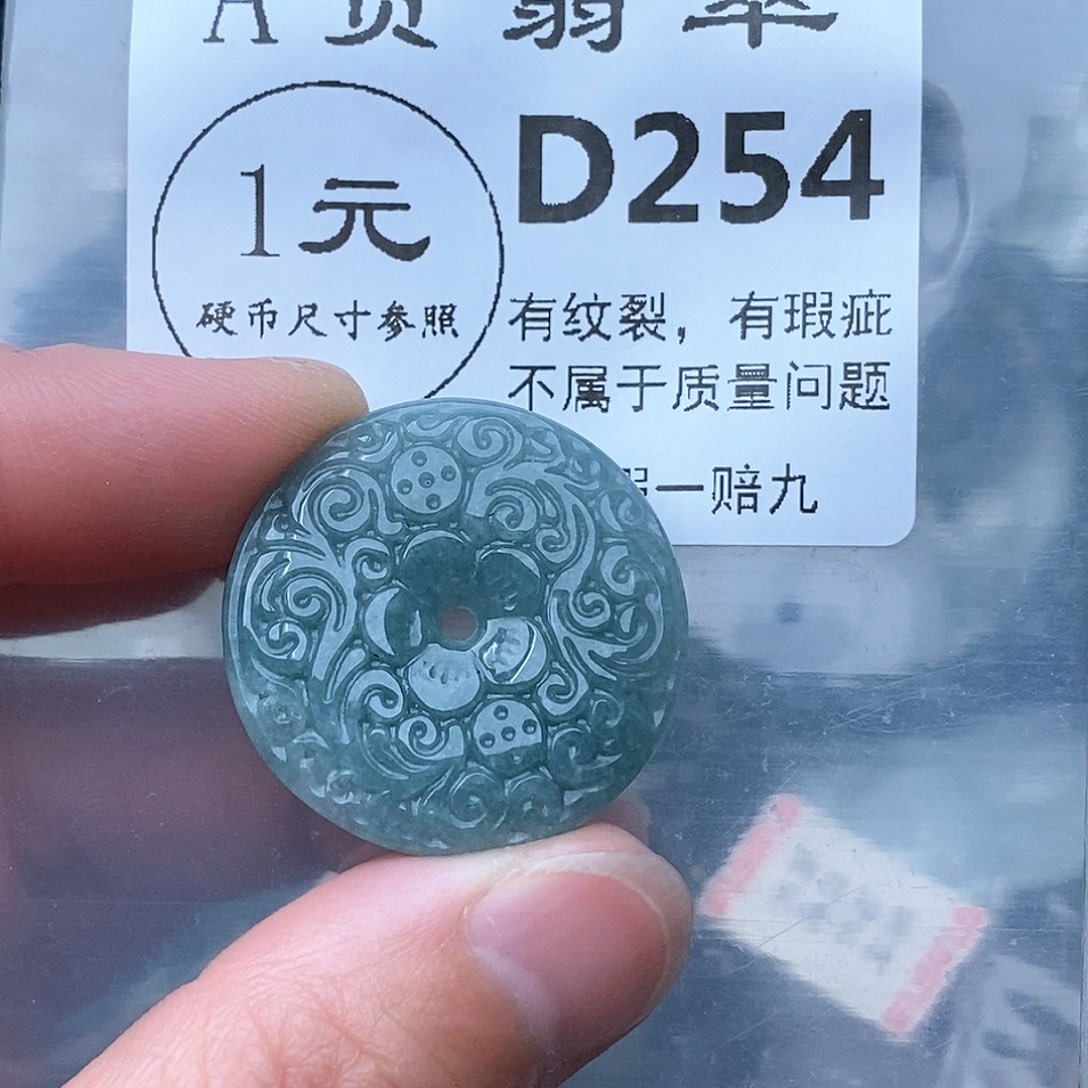 A货翡翠
1元
硬币尺寸参照
D254
有纹裂，有瑕疵
不属于质量问题
假一赔九